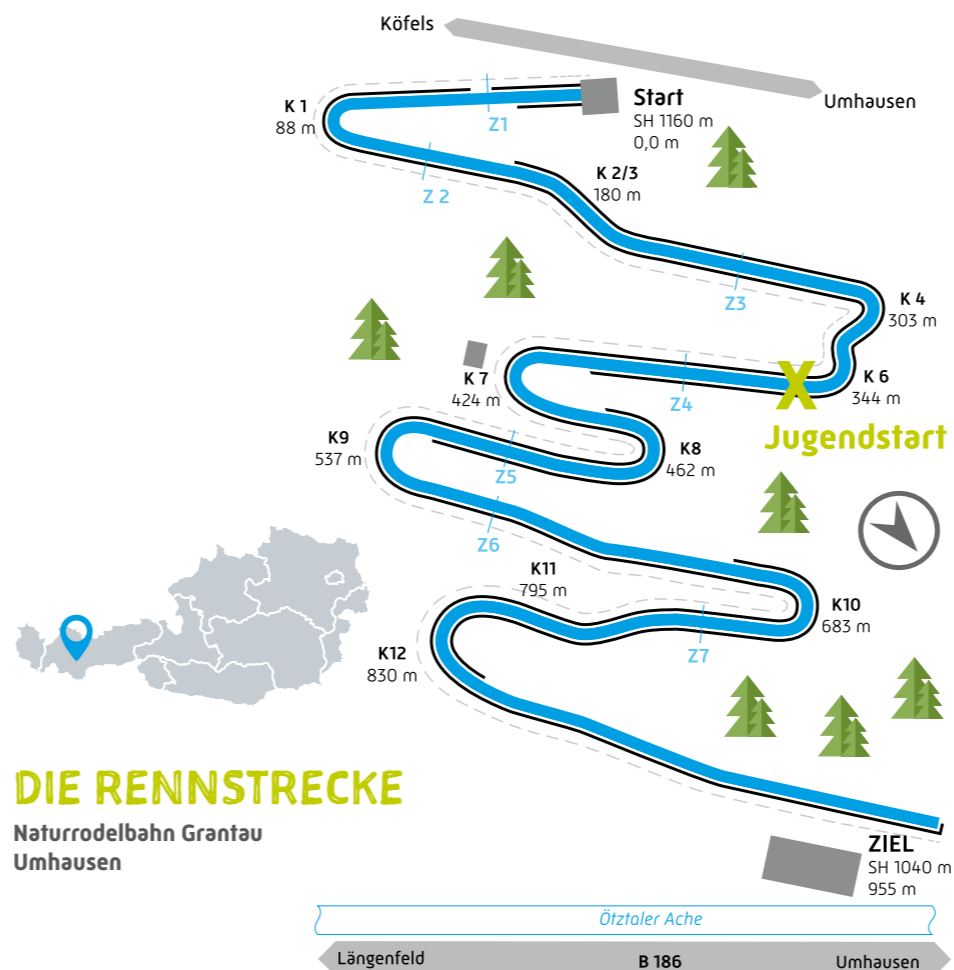 Köfels
Umhausen
Start
SH 1160 m
0,0 m
K 1
88 m
Z1
Z 2
K 2/3
180 m
Z3
K 4
303 m
K 6
344 m
X
Jugendstart
Z4
K 7
424 m
K8
462 m
K9
537 m
Z5
Z6
K10
683 m
K11
795 m
Z7
K12
830 m
DIE RENNSTRECKE
Naturrodelbahn Grantau
Umhausen
ZIEL
SH 1040 m
955 m
Ötztaler Ache
Längenfeld
B 186
Umhausen